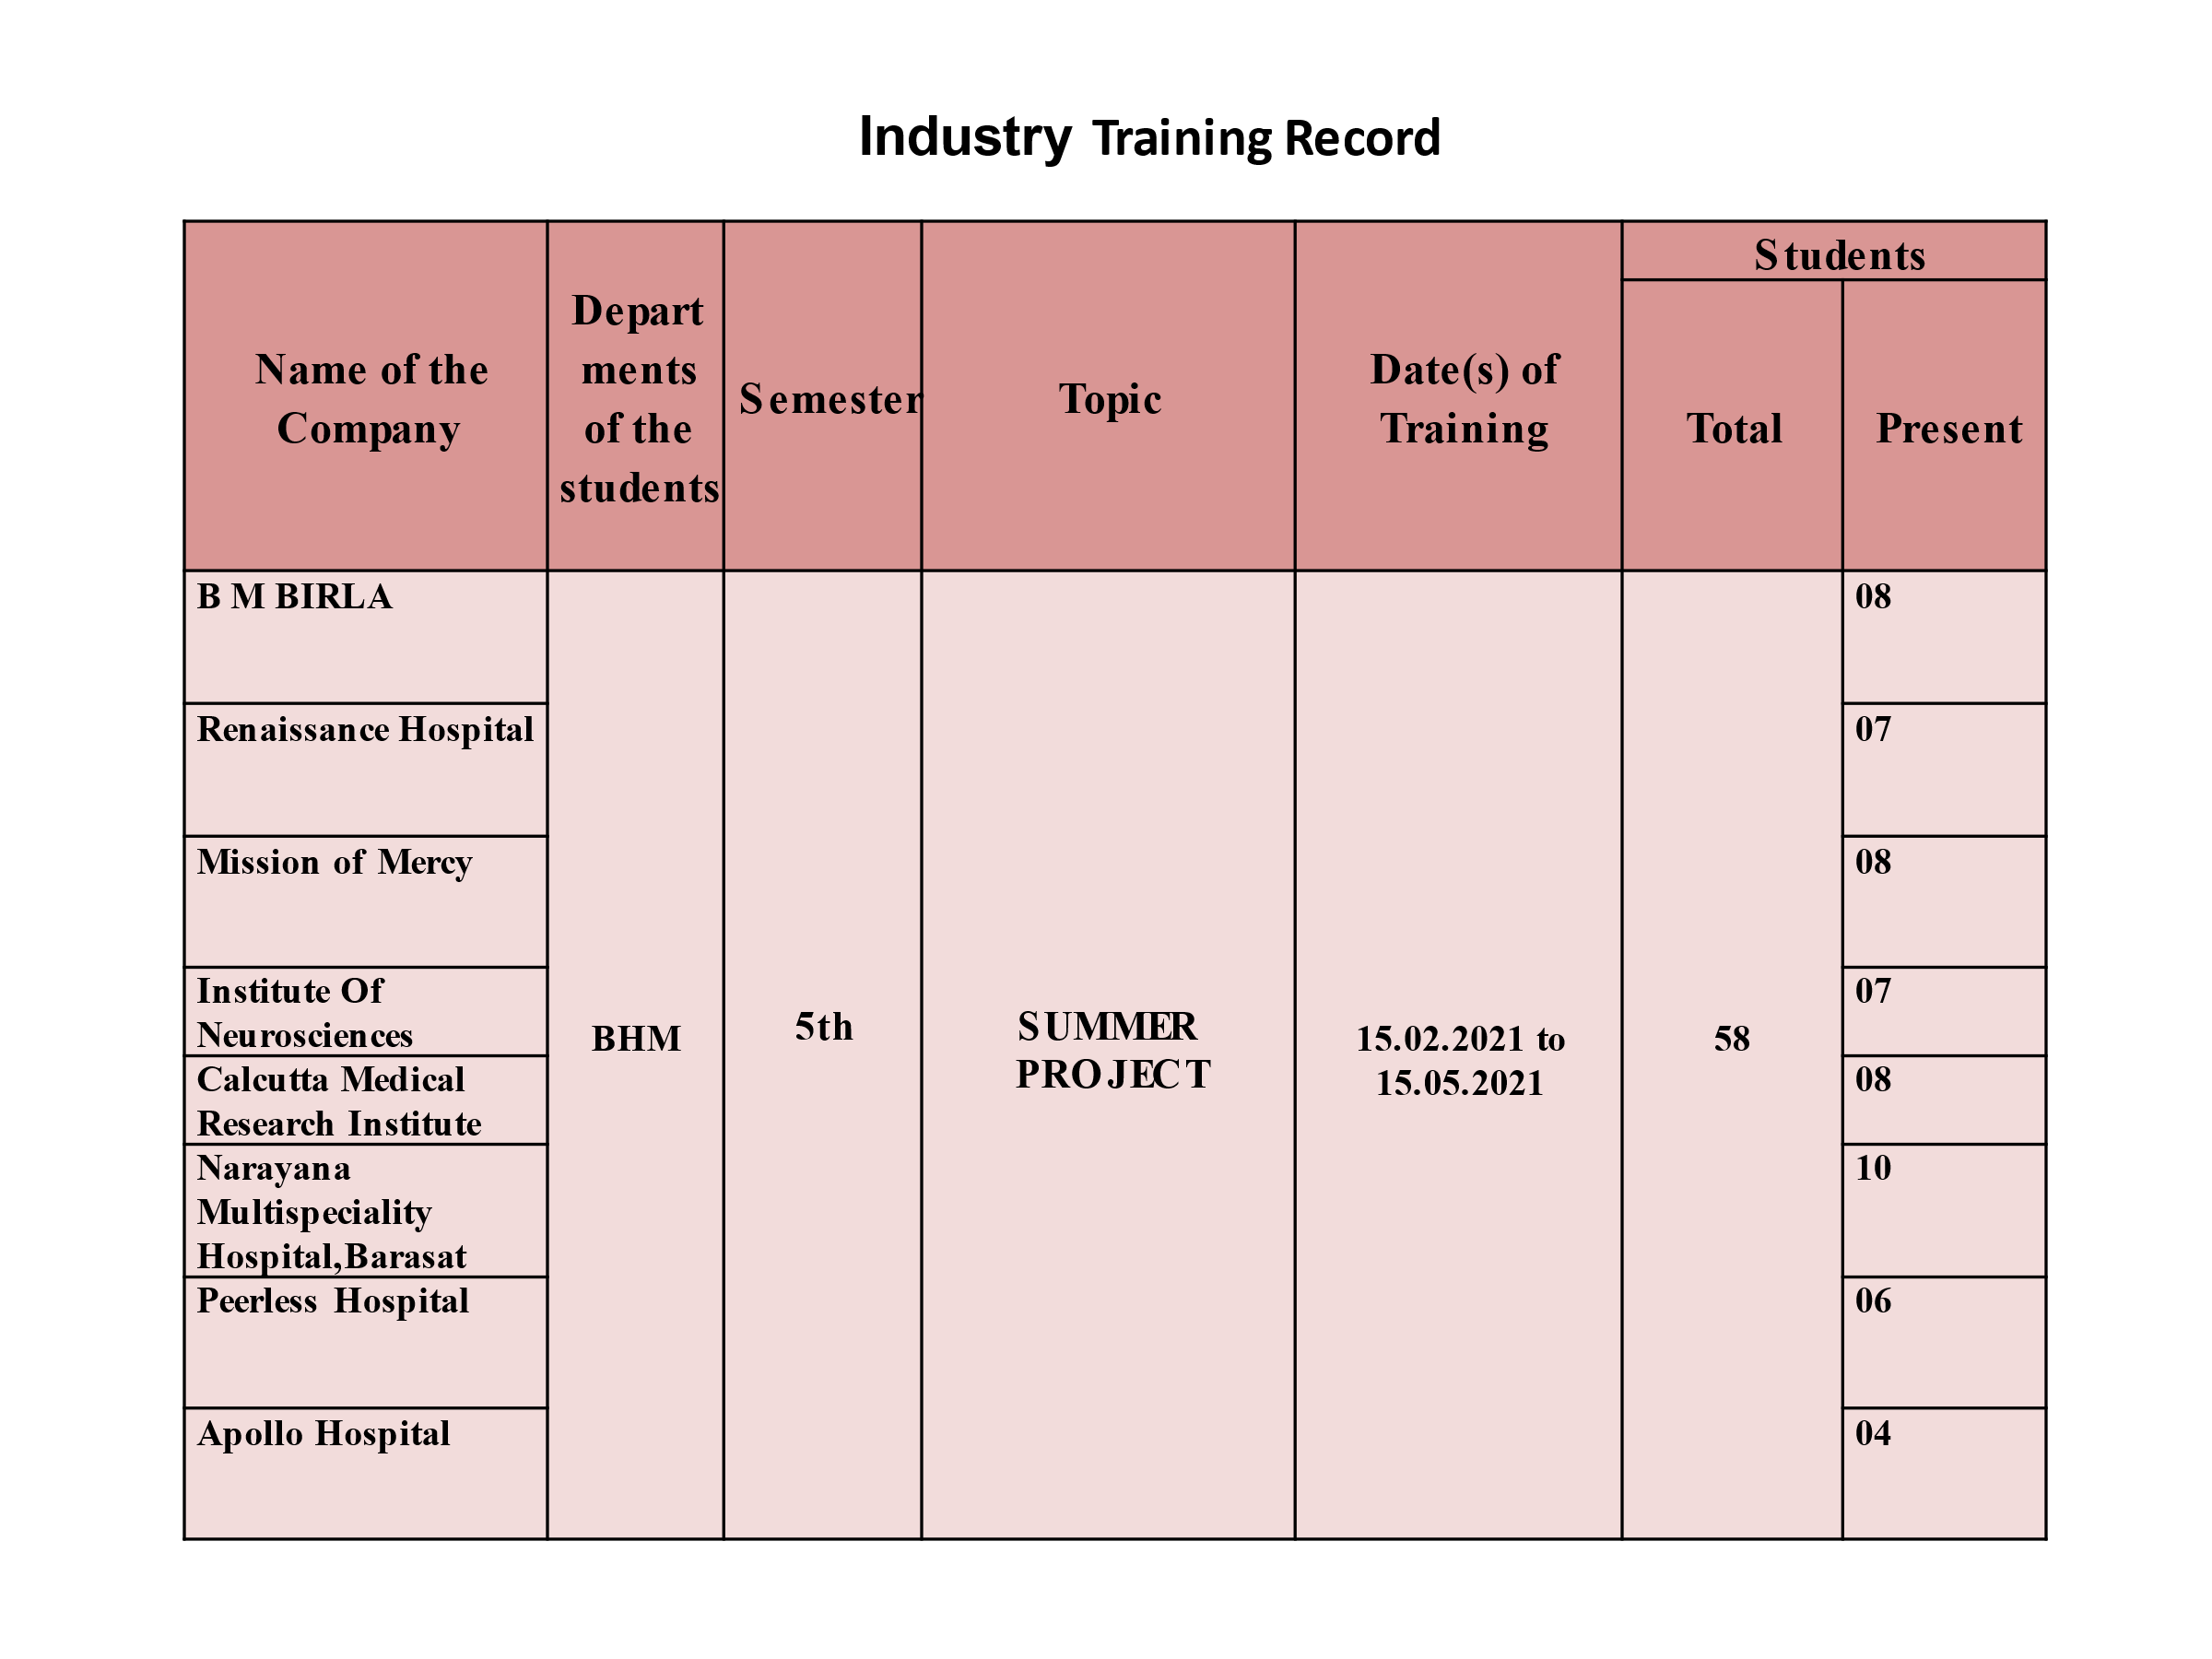 Industry Training Record
Students
Name of the
Company
Depart
ments
of the
students
Semester
Topic
Date(s) of
Training
Total
Present
B M BIRLA
08
Renaissance Hospital
07
Mission of Mercy
08
Institute Of
Neurosciences
07
BHM
5th
SUMMER
PROJECT
15.02.2021 to
15.05.2021
58
Calcutta Medical
Research Institute
08
Narayana
Multispeciality
Hospital,Barasat
10
Peerless Hospital
06
Apollo Hospital
04